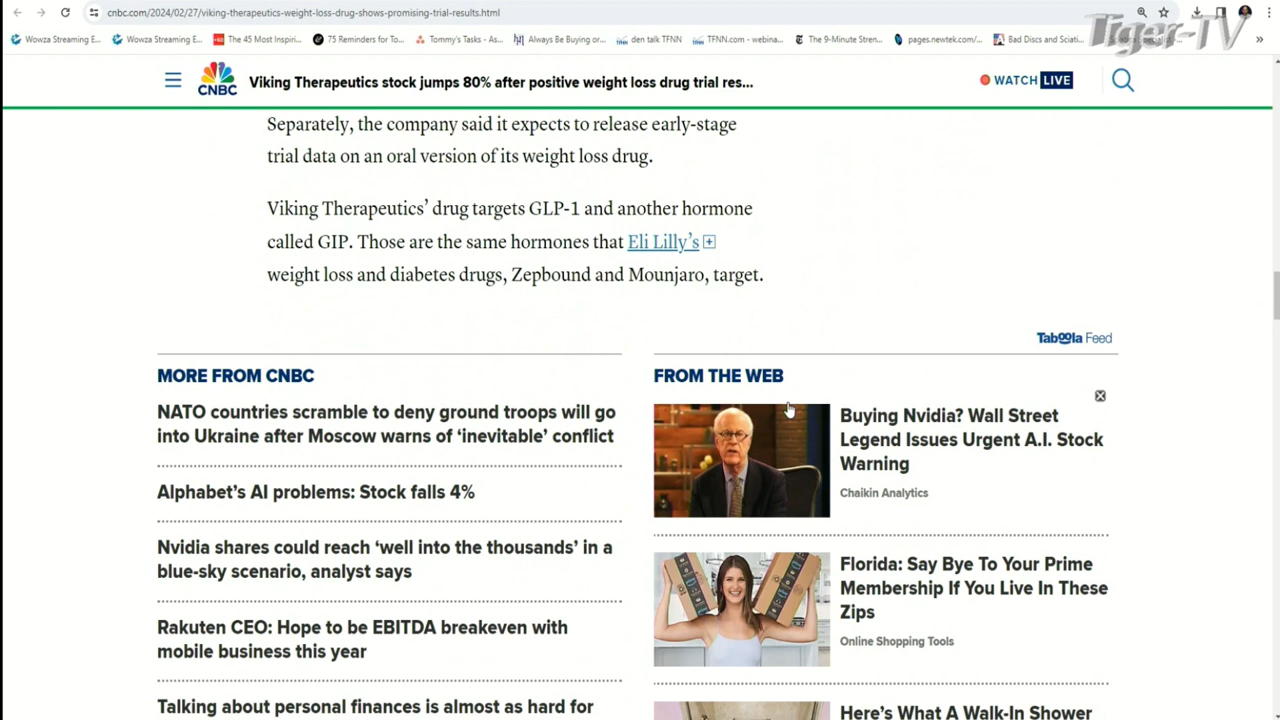 cnbc.com/2024/02/27/viking-therapeutics-weight-loss-drug-shows-promising-trial-results.html
Wowza Streaming E... Wowza Streaming E... The 45 Most Inspiri... 75 Reminders for To... Tommy's Tasks - As... Always Be Buying or... den talk TFNN TFNN.com - webina... The 9-Minute Stren... pages.newtek.com/... Bad Discs and Sciati...
Tiger-TV
CNBC
Viking Therapeutics stock jumps 80% after positive weight loss drug trial res...
WATCH LIVE
Separately, the company said it expects to release early-stage
trial data on an oral version of its weight loss drug.
Viking Therapeutics’ drug targets GLP-1 and another hormone
called GIP. Those are the same hormones that Eli Lilly’s
weight loss and diabetes drugs, Zepbound and Mounjaro, target.
Taboola Feed
MORE FROM CNBC
NATO countries scramble to deny ground troops will go
into Ukraine after Moscow warns of ‘inevitable’ conflict
Alphabet’s AI problems: Stock falls 4%
Nvidia shares could reach ‘well into the thousands’ in a
blue-sky scenario, analyst says
Rakuten CEO: Hope to be EBITDA breakeven with
mobile business this year
Talking about personal finances is almost as hard for
FROM THE WEB
Buying Nvidia? Wall Street
Legend Issues Urgent A.I. Stock
Warning
Chaikin Analytics
Florida: Say Bye To Your Prime
Membership If You Live In These
Zips
Online Shopping Tools
Here’s What A Walk-In Shower